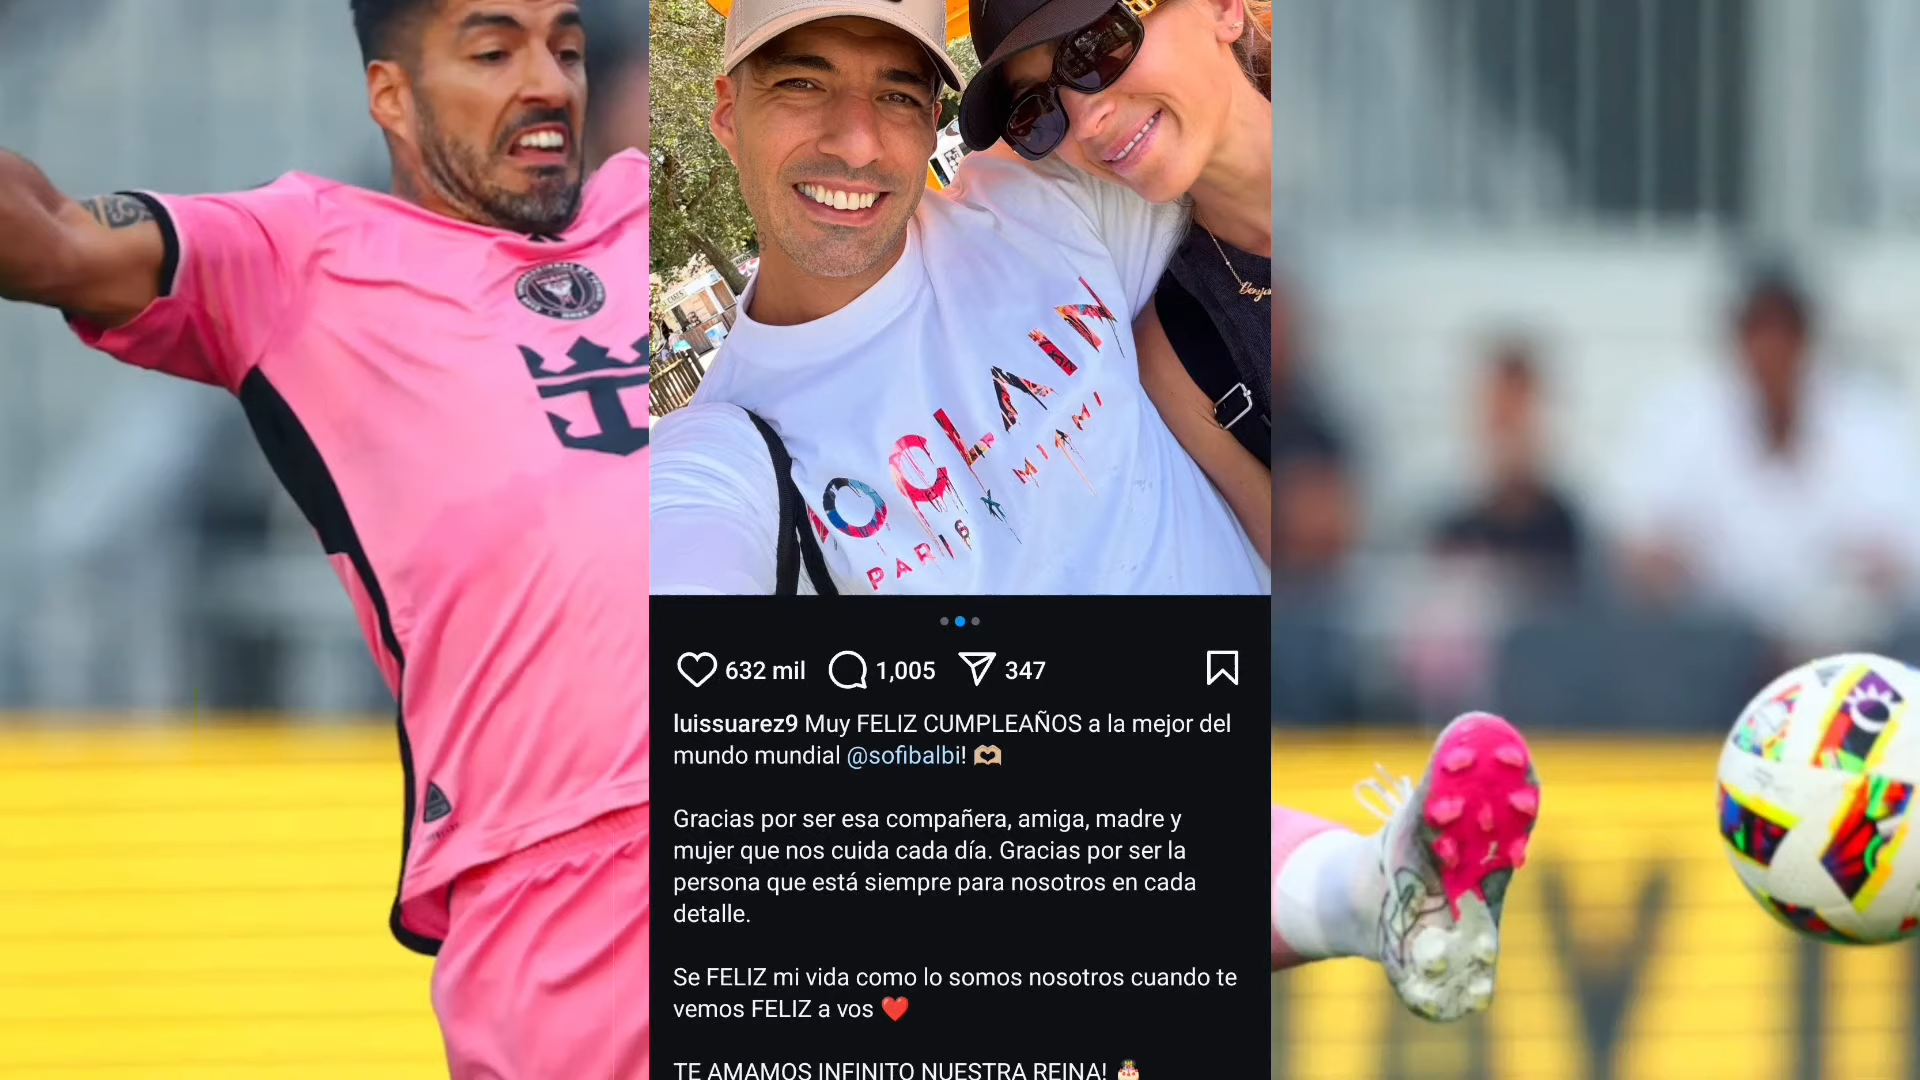 OCLAIN
PARIS X MIAMI
632 mil 1,005 347
luissuarez9 Muy FELIZ CUMPLEAÑOS a la mejor del
mundo mundial @sofibalbi! 🫶🏼
Gracias por ser esa compañera, amiga, madre y
mujer que nos cuida cada día. Gracias por ser la
persona que está siempre para nosotros en cada
detalle.
Se FELIZ mi vida como lo somos nosotros cuando te
vemos FELIZ a vos ❤️
TE AMAMOS INFINITO NUESTRA REINA! 🎂